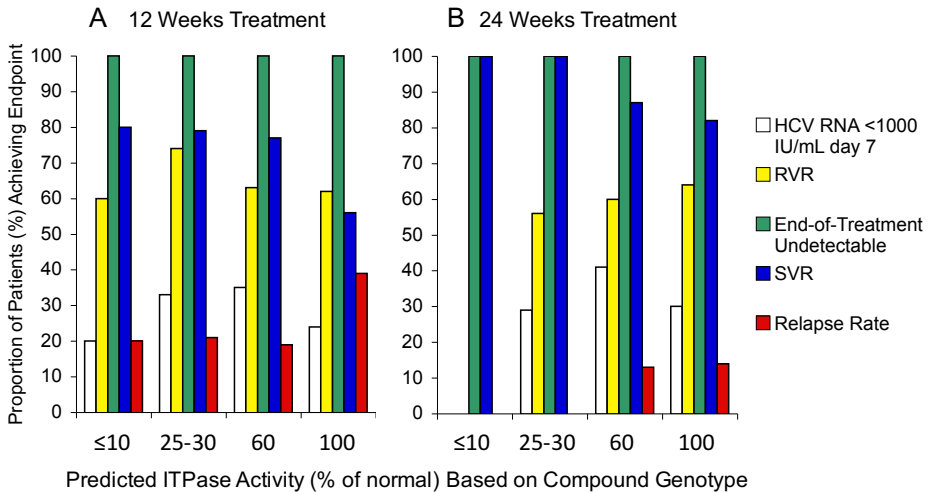 A 12 Weeks Treatment
B 24 Weeks Treatment
Proportion of Patients (%) Achieving Endpoint
100
90
80
70
60
50
40
30
20
10
0
≤10 25-30 60 100
100
90
80
70
60
50
40
30
20
10
0
≤10 25-30 60 100
HCV RNA <1000
IU/mL day 7
RVR
End-of-Treatment
Undetectable
SVR
Relapse Rate
Predicted ITPase Activity (% of normal) Based on Compound Genotype